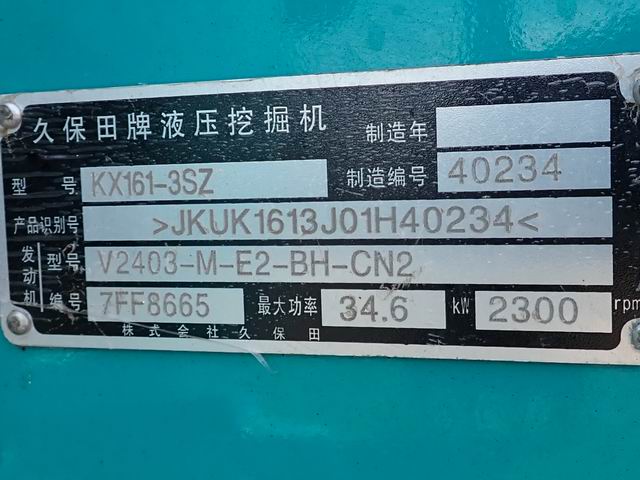 久保田牌液压挖掘机 制造年
型号 KX161-3SZ 制造编号 40234
产品识别号 >JKUK1613J01H40234<
发动机 型号 V2403-M-E2-BH-CN2
编号 7FF8665 最大功率 34.6 kW 2300 rpm
株式会社久保田